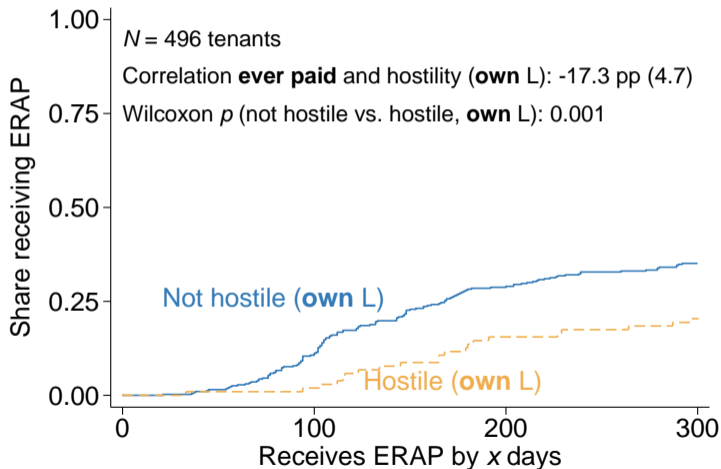 1.00
N = 496 tenants
Correlation ever paid and hostility (own L): -17.3 pp (4.7)
0.75
Wilcoxon p (not hostile vs. hostile, own L): 0.001
Share receiving ERAP
0.50
0.25
Not hostile (own L)
Hostile (own L)
0.00
0 100 200 300
Receives ERAP by x days